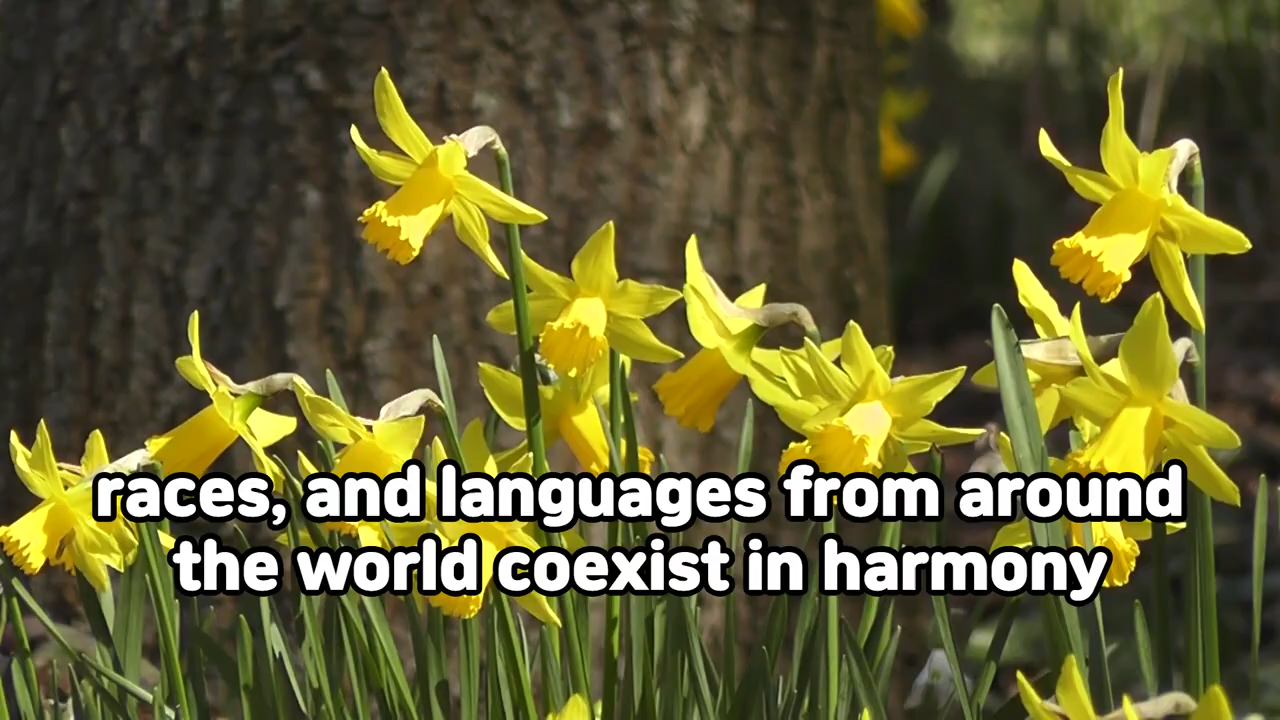 races, and languages from around
the world coexist in harmony